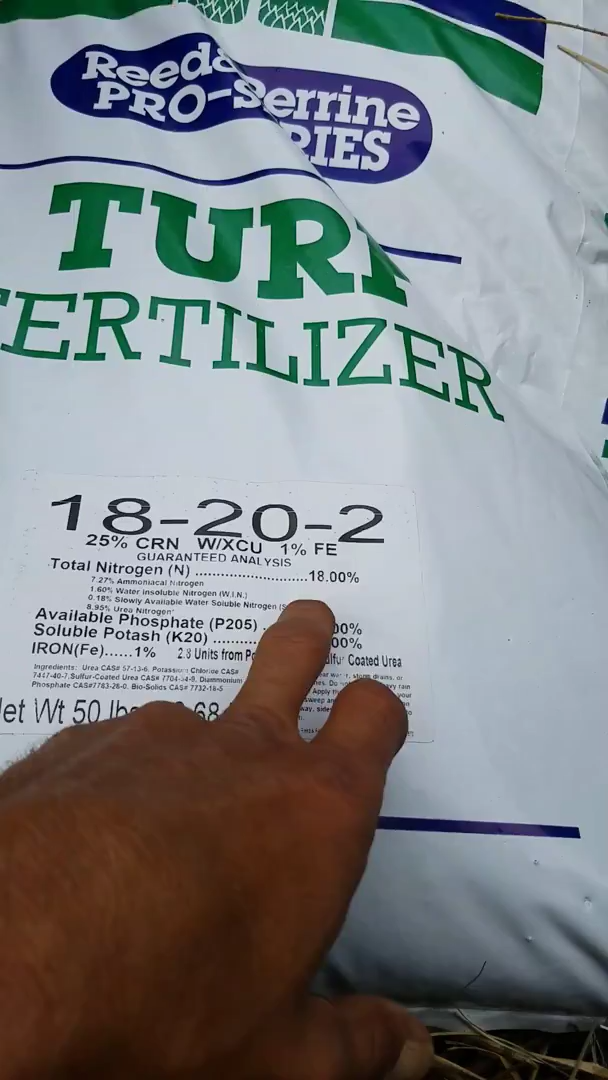 Reed&
PRO-Serrine
RIES
TURF
FERTILIZER
18-20-2
25% CRN W/XCU 1% FE
GUARANTEED ANALYSIS
Total Nitrogen (N) ..............................18.00%
7.27% Ammoniacal Nitrogen
1.60% Water insoluble Nitrogen (W.I.N.)
0.18% Slowly Available Water Soluble Nitrogen
8.95% Urea Nitrogen*
Available Phosphate (P205) 00%
Soluble Potash (K20) 00%
IRON(Fe)......1% 2.8 Units from Coated Urea
Ingredients: Urea CAS# 57-13-6, Potassium Chloride CAS#
7447-40-7,Sulfur-Coated Urea CAS# 7704-34-9, Diammonium
Phosphate CAS#7783-28-0, Bio-Solids CAS# 7732-18-5
Net Wt 50 lbs